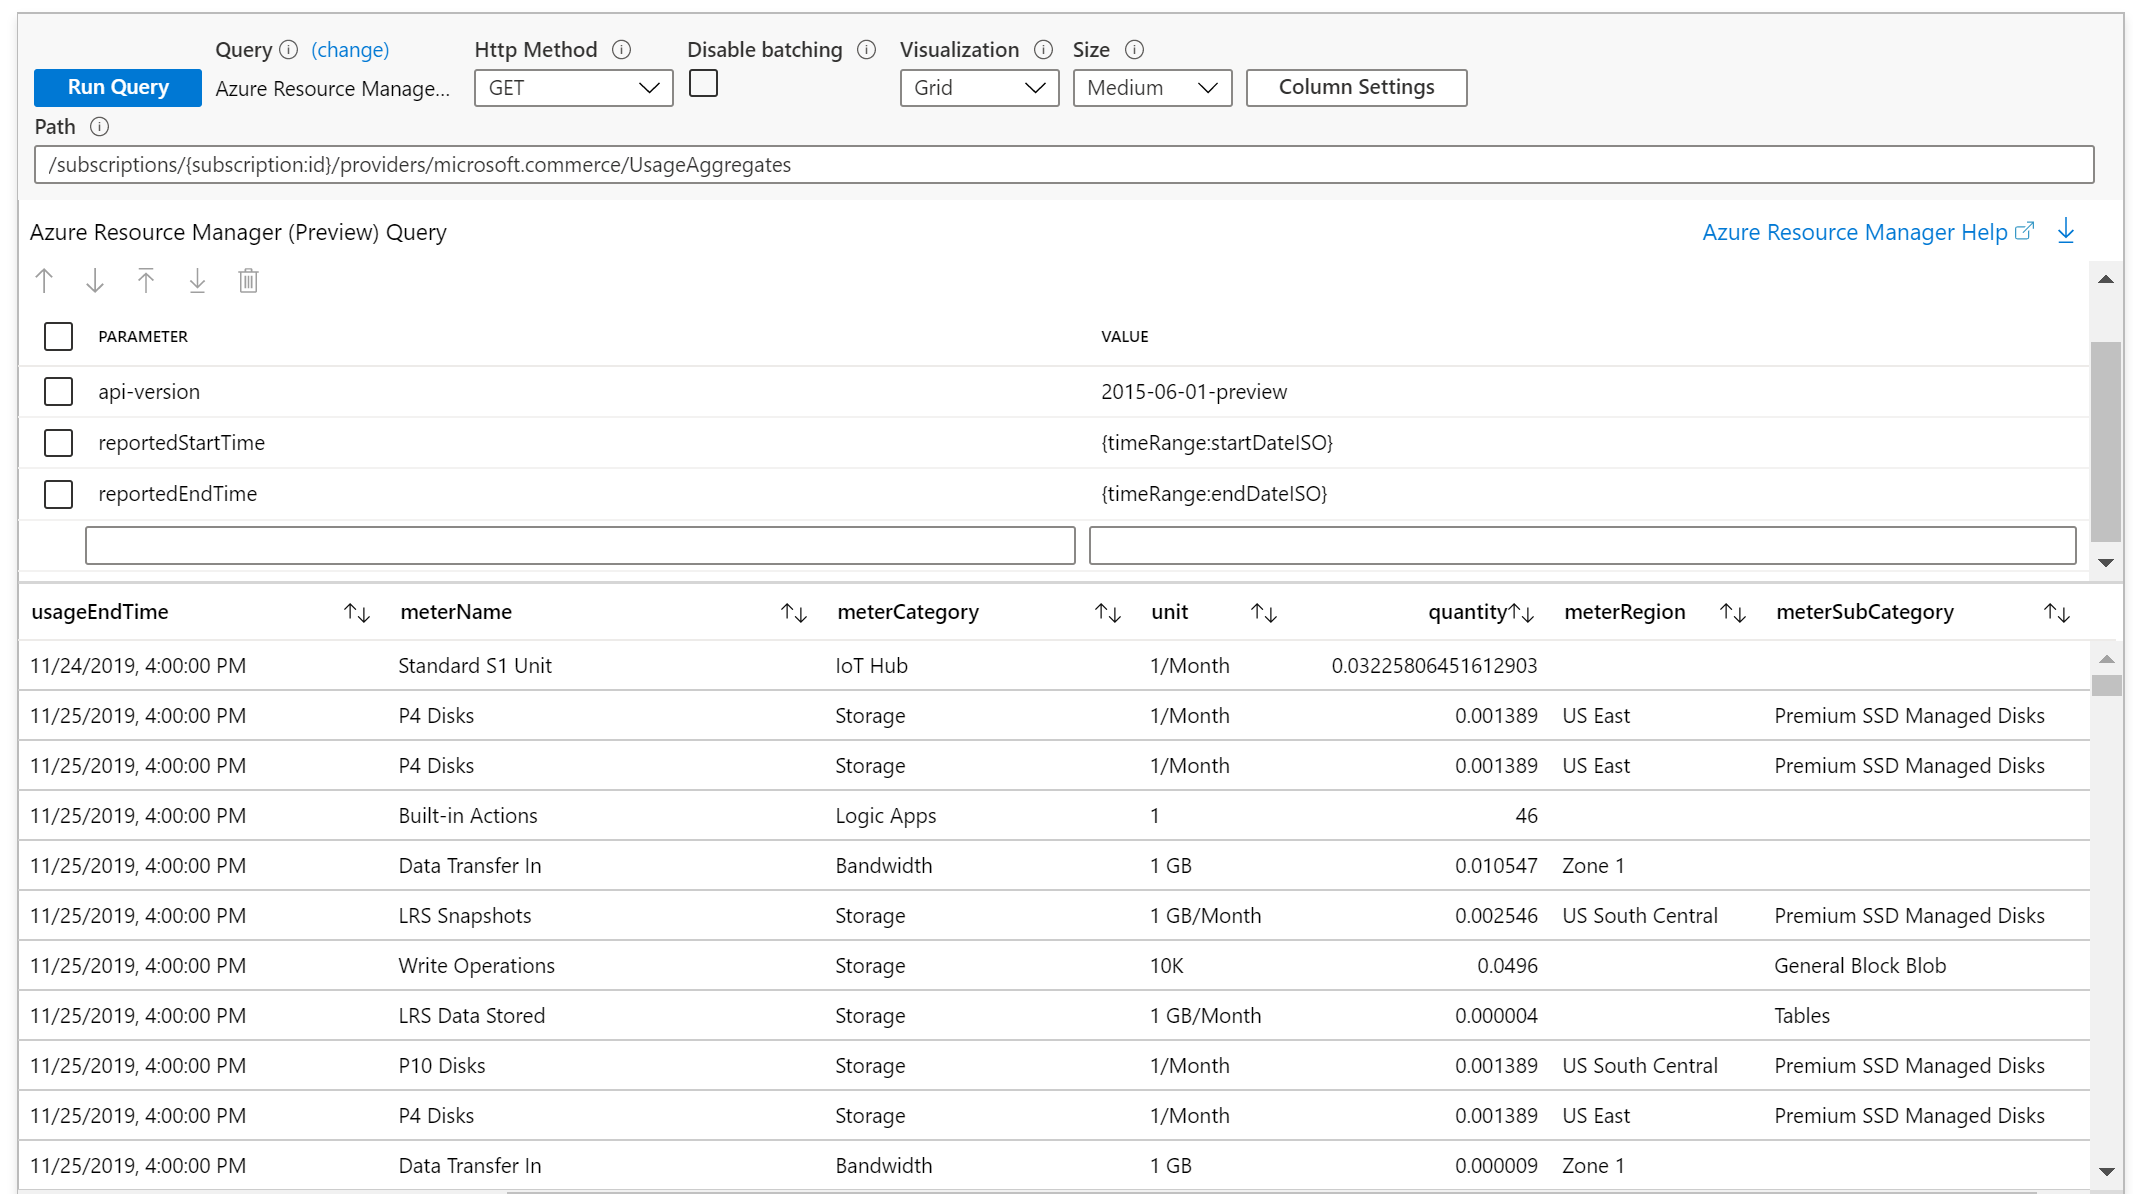 Query (change) Http Method Disable batching Visualization Size
Run Query Azure Resource Manage... GET Grid Medium Column Settings
Path
/subscriptions/{subscription:id}/providers/microsoft.commerce/UsageAggregates
Azure Resource Manager (Preview) Query Azure Resource Manager Help
PARAMETER VALUE
api-version 2015-06-01-preview
reportedStartTime {timeRange:startDateISO}
reportedEndTime {timeRange:endDateISO}
usageEndTime meterName meterCategory unit quantity meterRegion meterSubCategory
11/24/2019, 4:00:00 PM Standard S1 Unit IoT Hub 1/Month 0.03225806451612903
11/25/2019, 4:00:00 PM P4 Disks Storage 1/Month 0.001389 US East Premium SSD Managed Disks
11/25/2019, 4:00:00 PM P4 Disks Storage 1/Month 0.001389 US East Premium SSD Managed Disks
11/25/2019, 4:00:00 PM Built-in Actions Logic Apps 1 46
11/25/2019, 4:00:00 PM Data Transfer In Bandwidth 1 GB 0.010547 Zone 1
11/25/2019, 4:00:00 PM LRS Snapshots Storage 1 GB/Month 0.002546 US South Central Premium SSD Managed Disks
11/25/2019, 4:00:00 PM Write Operations Storage 10K 0.0496 General Block Blob
11/25/2019, 4:00:00 PM LRS Data Stored Storage 1 GB/Month 0.000004 Tables
11/25/2019, 4:00:00 PM P10 Disks Storage 1/Month 0.001389 US South Central Premium SSD Managed Disks
11/25/2019, 4:00:00 PM P4 Disks Storage 1/Month 0.001389 US East Premium SSD Managed Disks
11/25/2019, 4:00:00 PM Data Transfer In Bandwidth 1 GB 0.000009 Zone 1